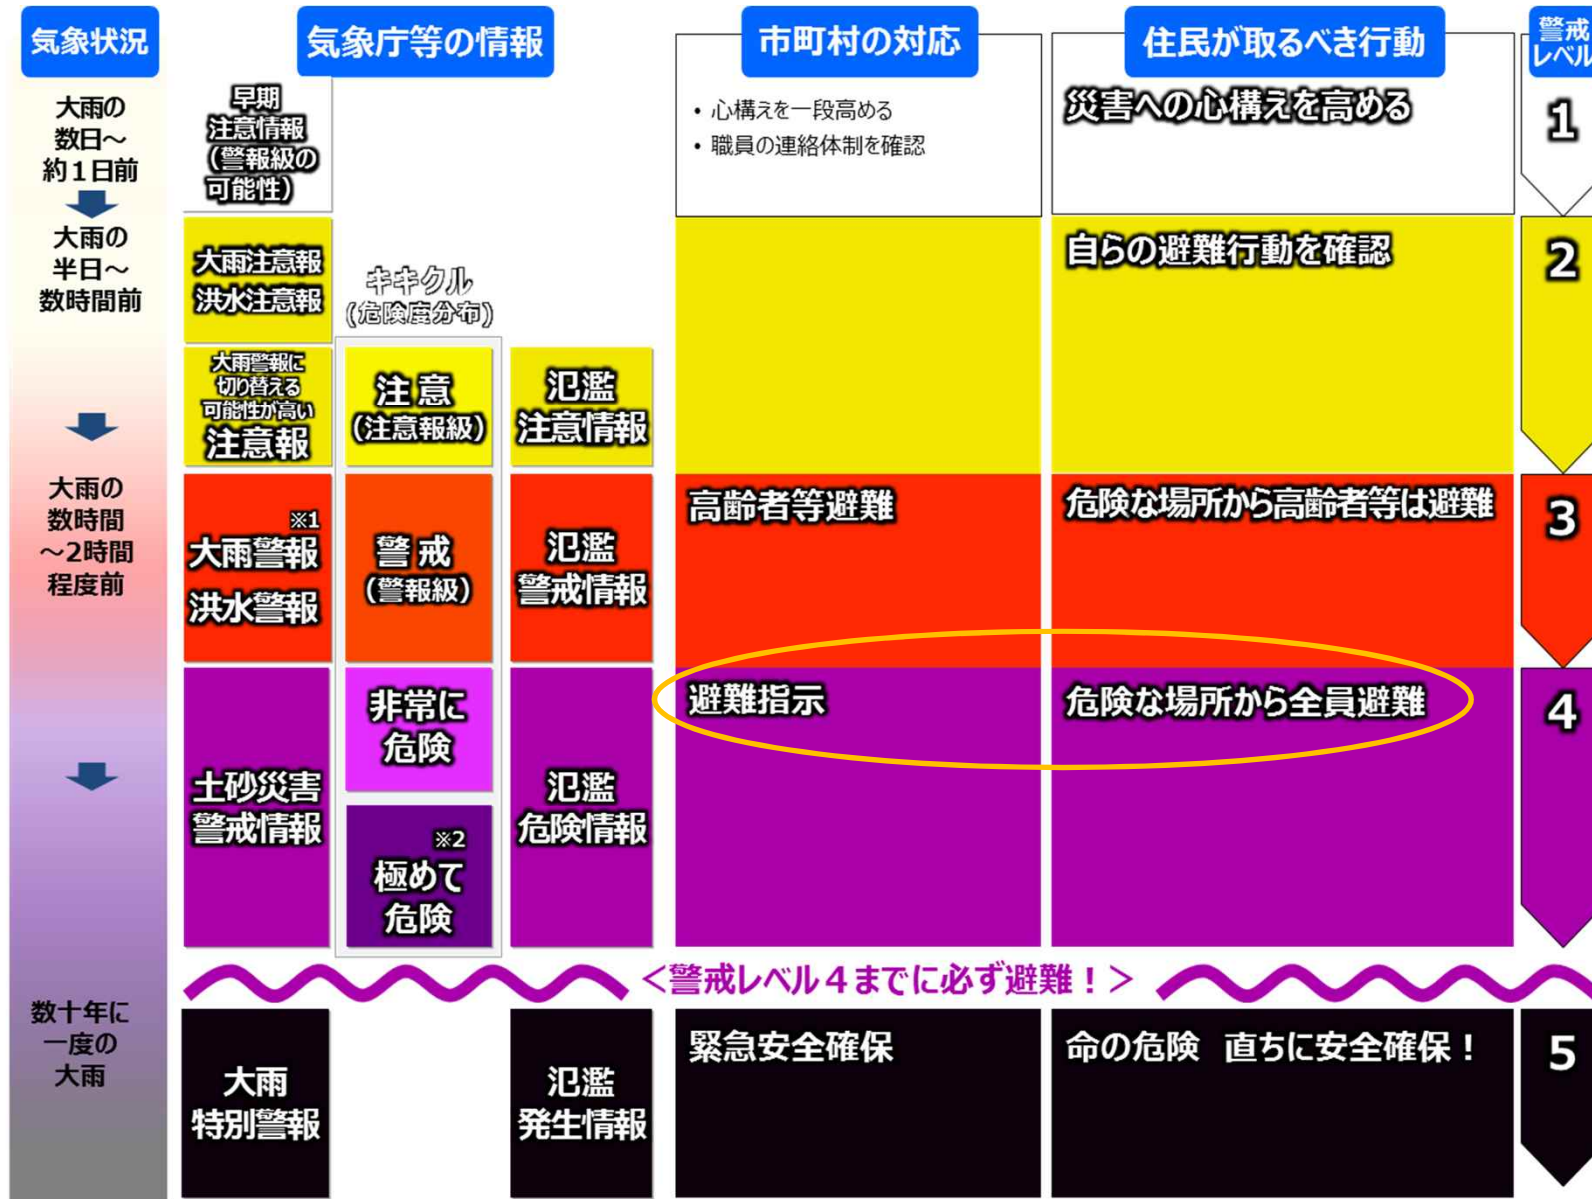 気象状況
気象庁等の情報
市町村の対応
住民が取るべき行動
警戒
レベル
大雨の
数日～
約１日前
早期
注意情報
（警報級の
可能性）
• 心構えを一段高める
• 職員の連絡体制を確認
災害への心構えを高める
1
大雨の
半日～
数時間前
大雨注意報
洪水注意報
キキクル
(危険度分布)
自らの避難行動を確認
2
大雨警報に
切り替える
可能性が高い
注意報
注意
（注意報級）
氾濫
注意情報
大雨の
数時間
～2時間
程度前
※1
大雨警報
洪水警報
警戒
（警報級）
氾濫
警戒情報
高齢者等避難
危険な場所から高齢者等は避難
3
土砂災害
警戒情報
非常に
危険
※2
極めて
危険
氾濫
危険情報
避難指示
危険な場所から全員避難
4
＜警戒レベル４までに必ず避難！＞
数十年に
一度の
大雨
大雨
特別警報
氾濫
発生情報
緊急安全確保
命の危険　直ちに安全確保！
5